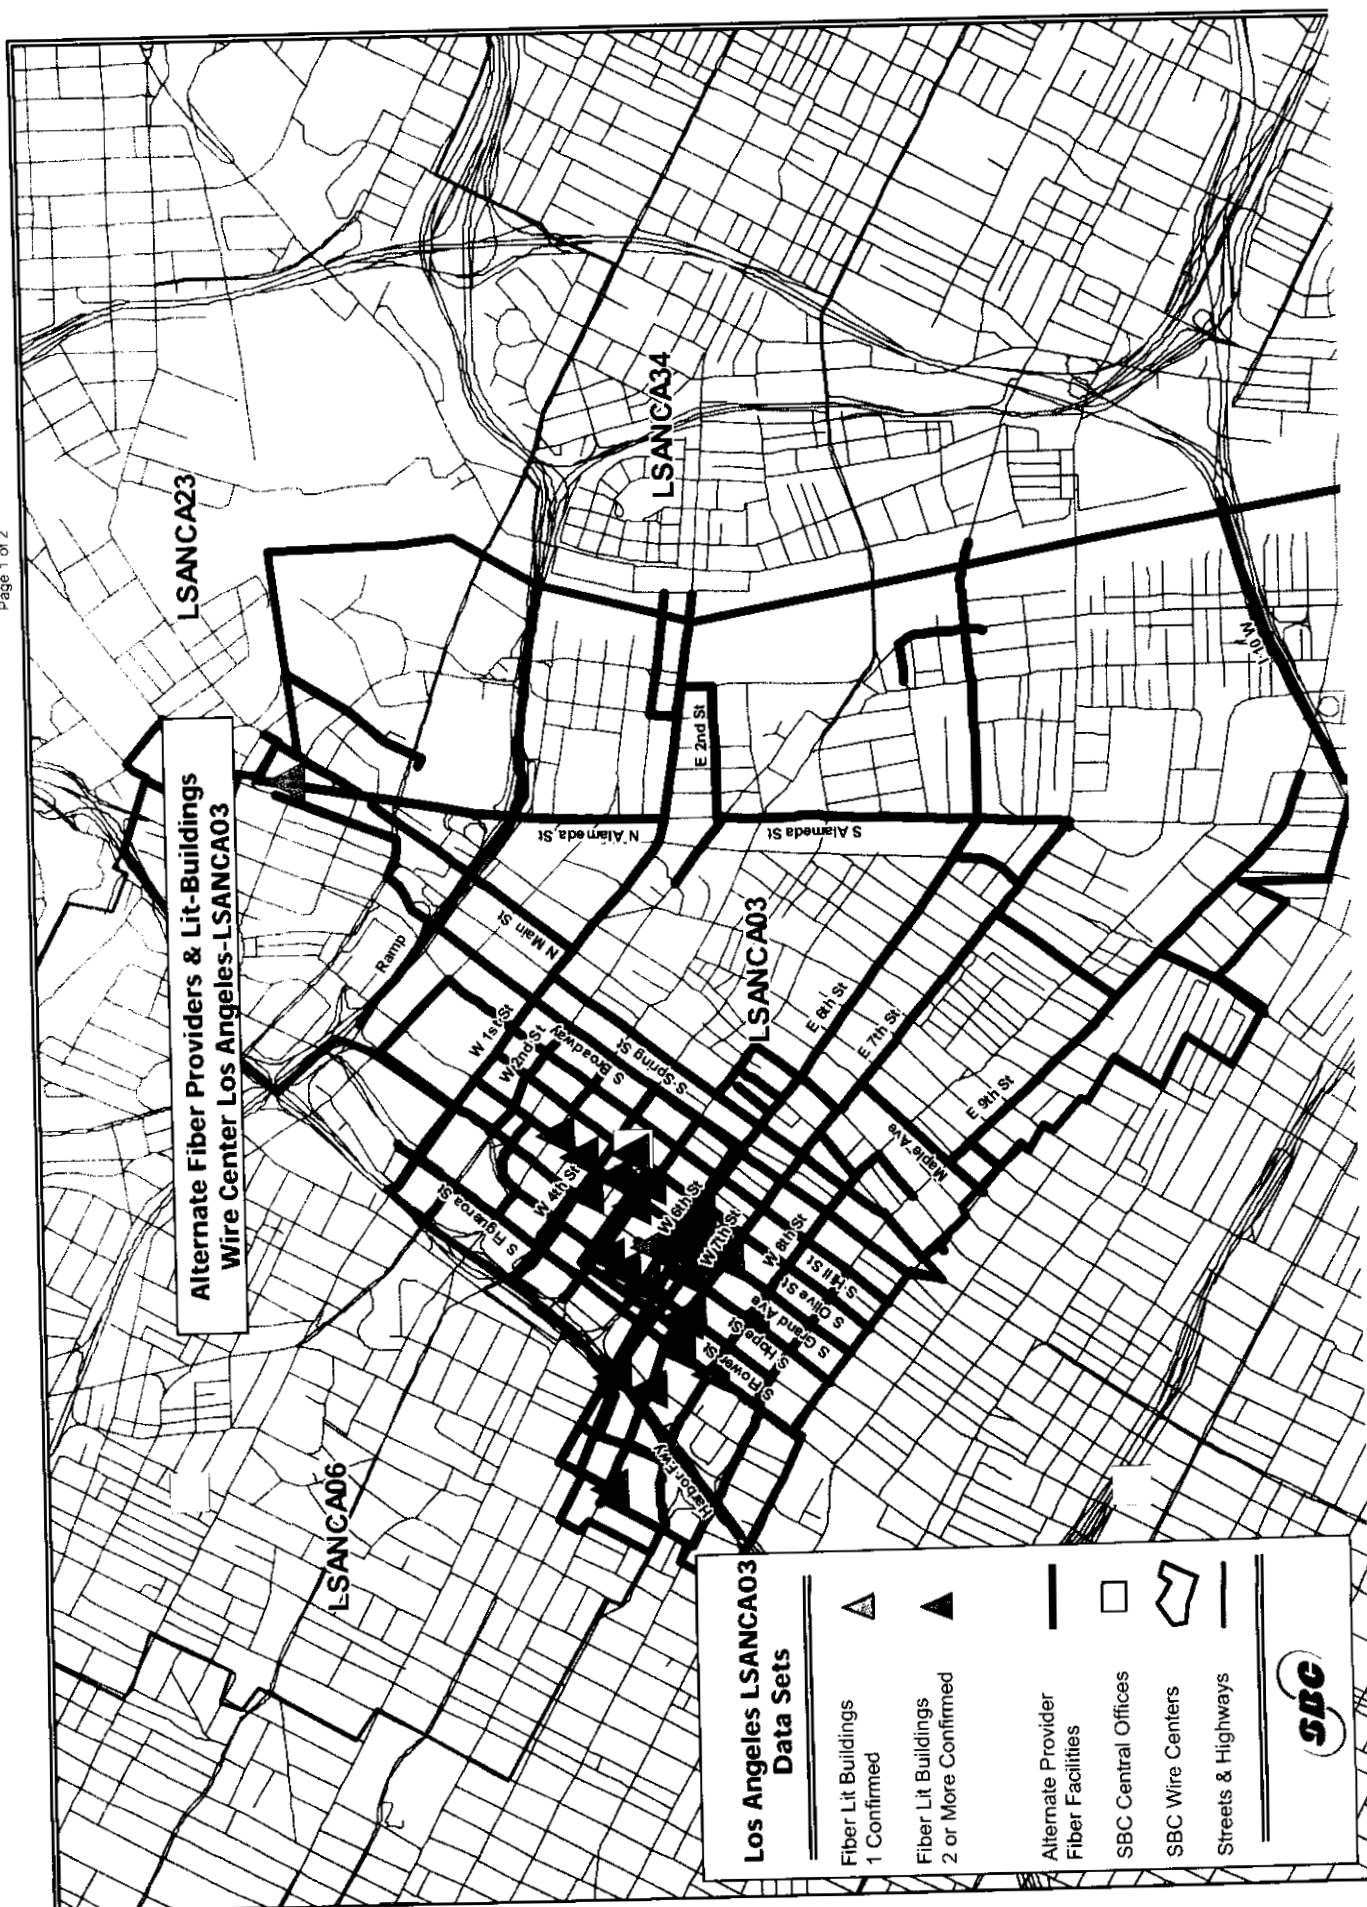 Page 1 of 2
Alternate Fiber Providers & Lit-Buildings
Wire Center Los Angeles-LSANCA03
LSANCA23
LSANCA34
LSANCA03
LSANCA06
Ramp
N Main St
N Alameda St
S Alameda St
E 2nd St
I-10 W
W 1st St
W 2nd St
S Broadway
S Spring St
W 4th St
S Figueroa St
W 6th St
W 7th St
W 8th St
E 6th St
E 7th St
E 9th St
Maple Ave
S Hill St
S Olive St
S Grand Ave
S Hope St
S Flower St
Harbor Fwy
Los Angeles LSANCA03
Data Sets
Fiber Lit Buildings
1 Confirmed
Fiber Lit Buildings
2 or More Confirmed
Alternate Provider
Fiber Facilities
SBC Central Offices
SBC Wire Centers
Streets & Highways
SBC